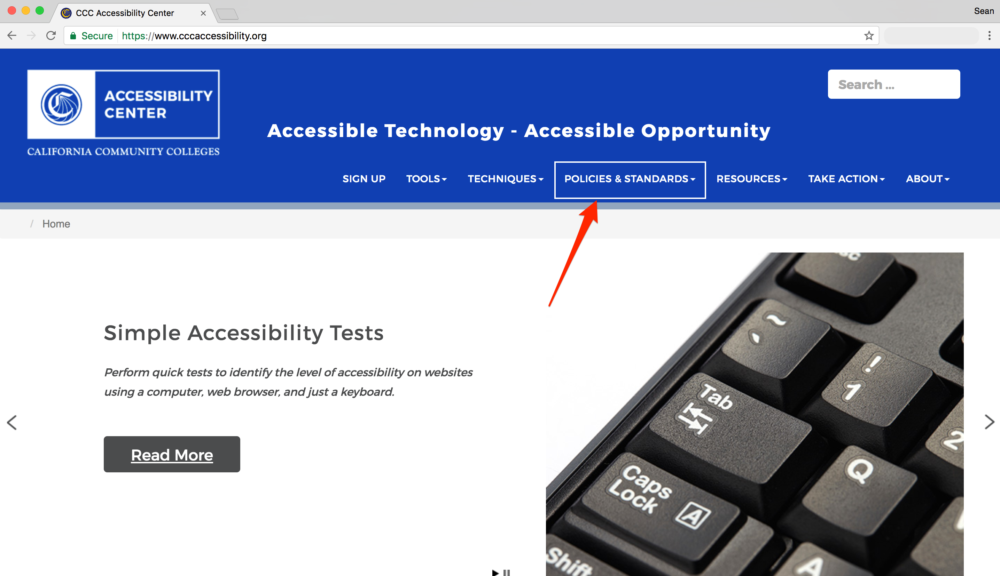 CCC Accessibility Center
Sean
Secure
https://www.cccaccessibility.org
ACCESSIBILITY
CENTER
CALIFORNIA COMMUNITY COLLEGES
Search ...
Accessible Technology - Accessible Opportunity
SIGN UP TOOLS TECHNIQUES POLICIES & STANDARDS RESOURCES TAKE ACTION ABOUT
/ Home
Simple Accessibility Tests
Perform quick tests to identify the level of accessibility on websites
using a computer, web browser, and just a keyboard.
Read More
~
`
!
1
Tab
2
Q
Caps
Lock
A
Shift
A